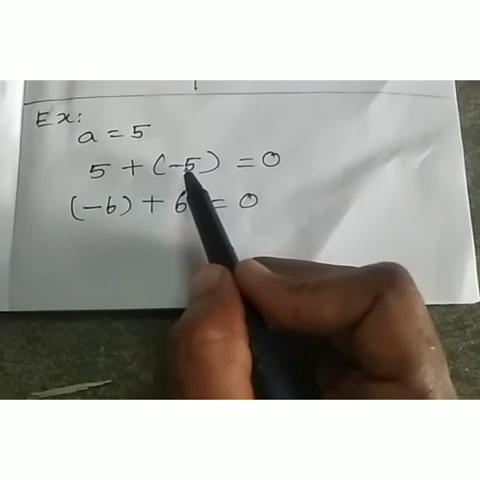 Ex:
a = 5
5 + (-5) = 0
(-6) + 6 = 0